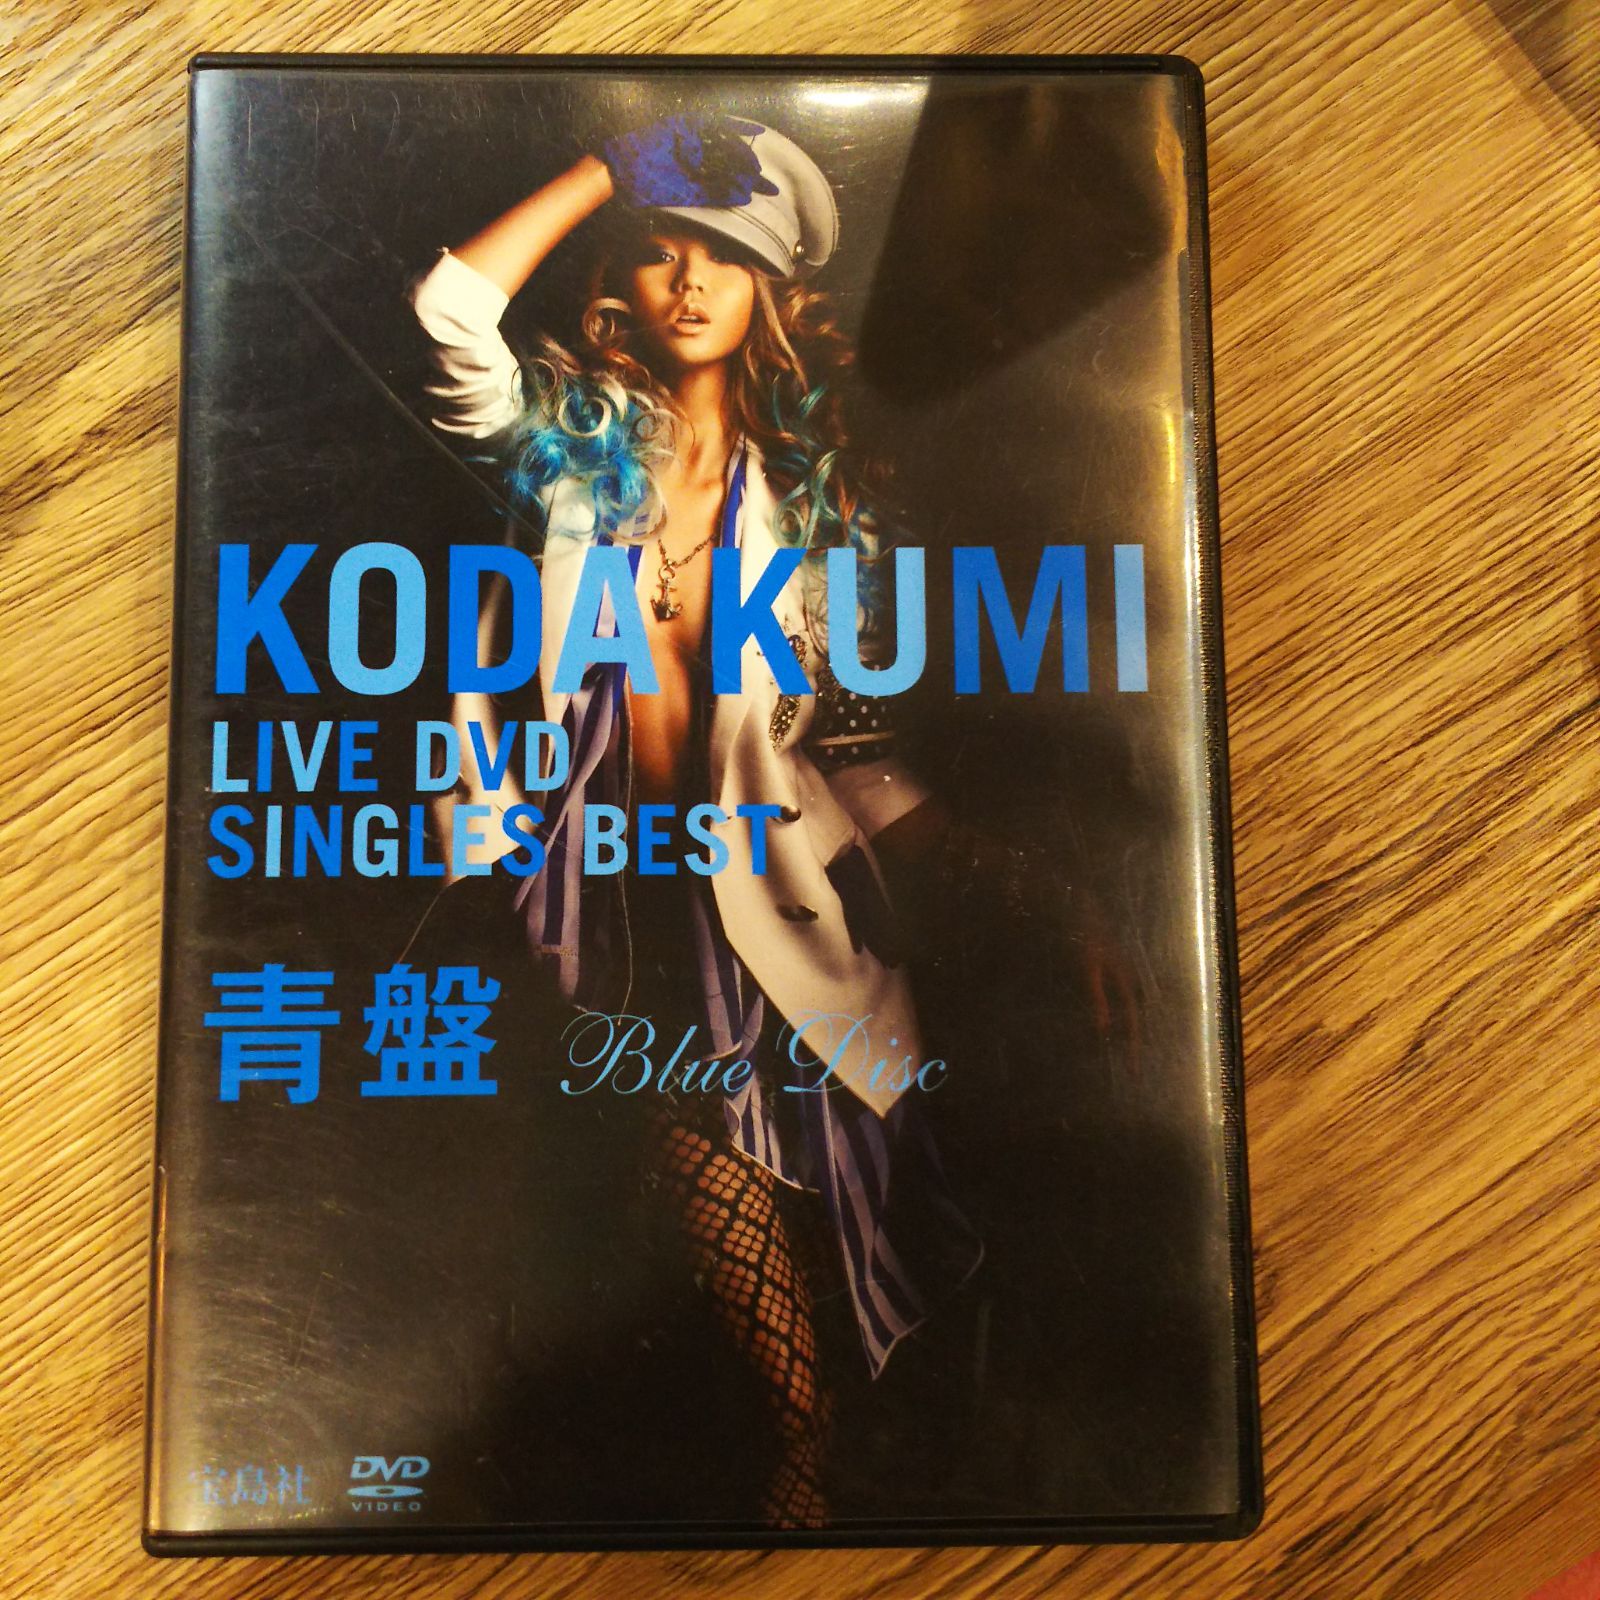 KODA KUMI
LIVE DVD
SINGLES BEST
青盤 Blue Disc
宝島社 DVD
VIDEO